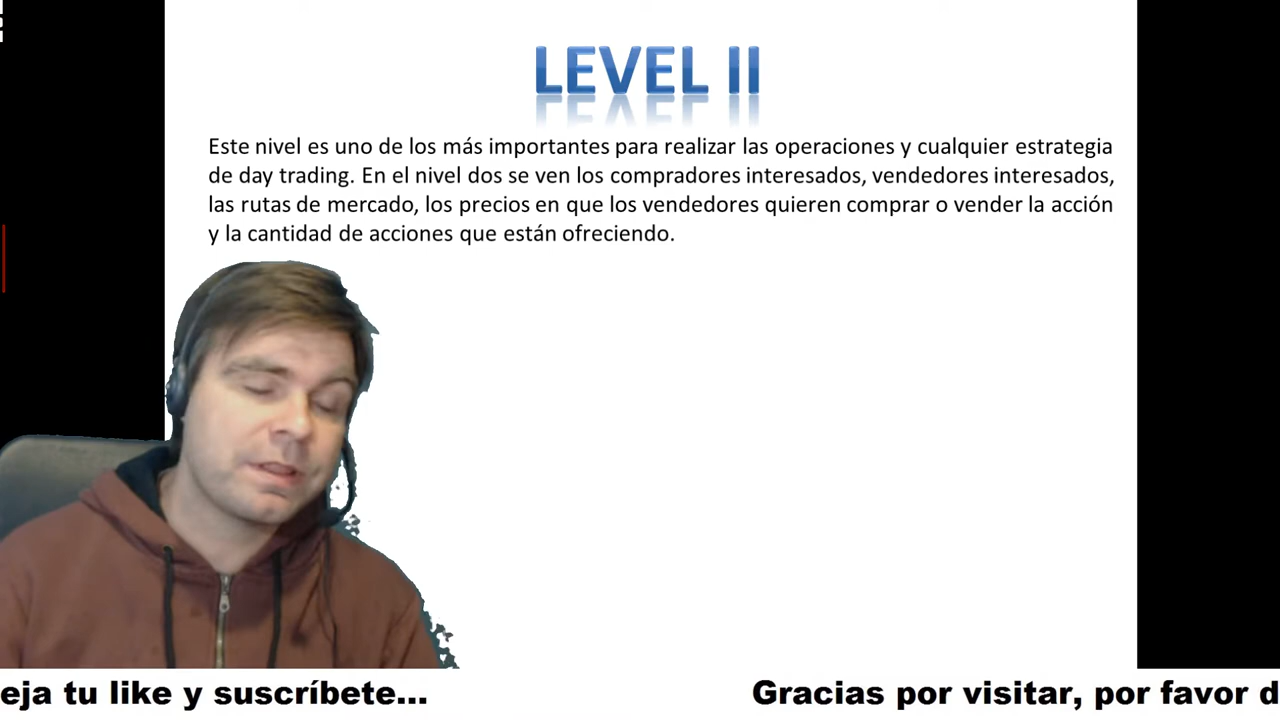 LEVEL II
Este nivel es uno de los más importantes para realizar las operaciones y cualquier estrategia
de day trading. En el nivel dos se ven los compradores interesados, vendedores interesados,
las rutas de mercado, los precios en que los vendedores quieren comprar o vender la acción
y la cantidad de acciones que están ofreciendo.
eja tu like y suscríbete... Gracias por visitar, por favor d